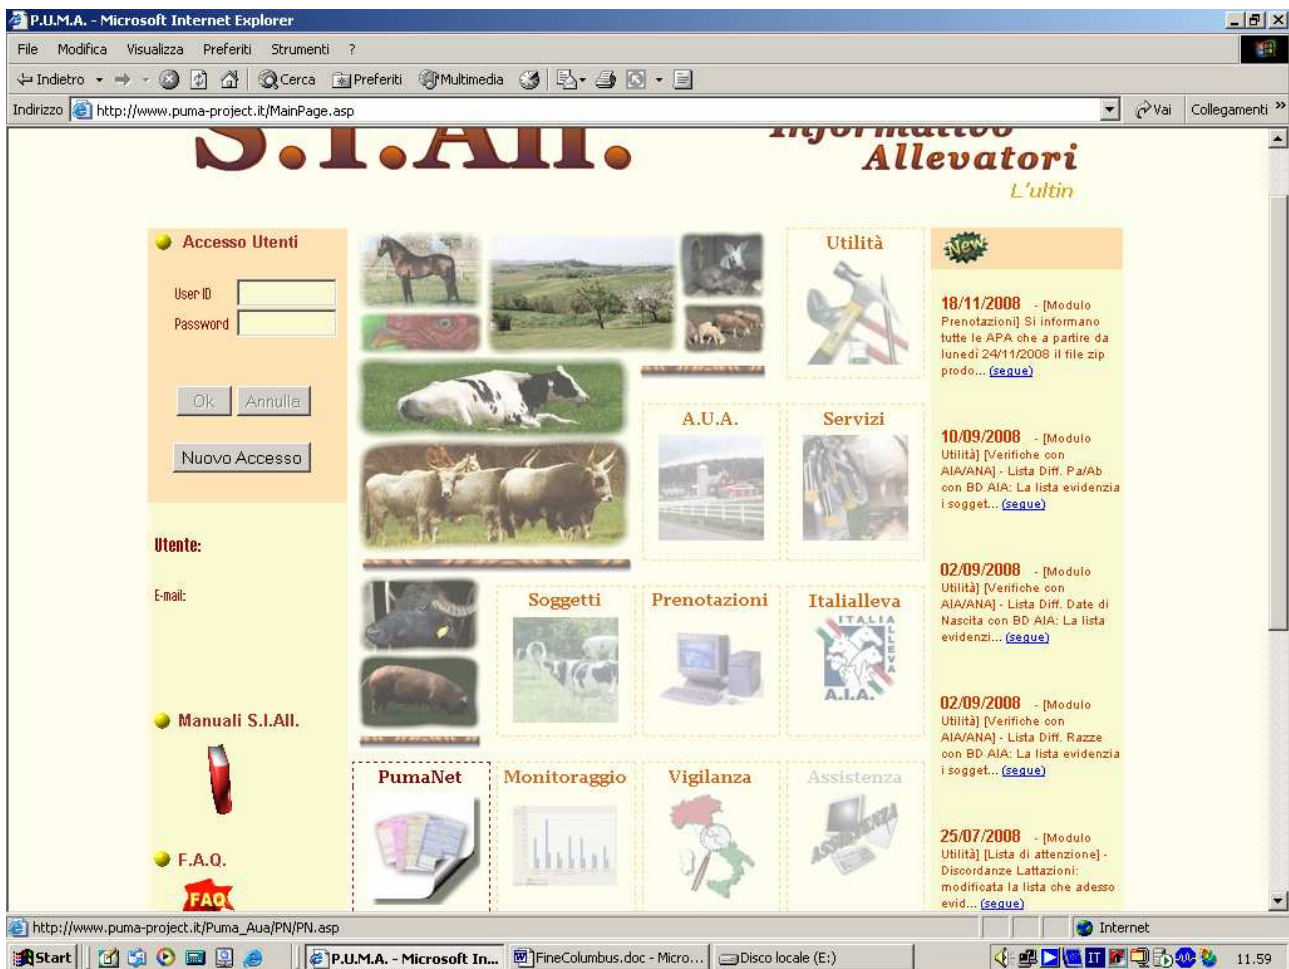 P.U.M.A. - Microsoft Internet Explorer
File Modifica Visualizza Preferiti Strumenti ?
Indietro Cerca Preferiti Multimedia
Indirizzo http://www.puma-project.it/MainPage.asp Vai Collegamenti »
S.I.All.
Informativo
Allevatori
L'ultin
Accesso Utenti
User ID
Password
Ok Annulla
Nuovo Accesso
Utente:
E-mail:
Manuali S.I.All.
F.A.Q.
FAQ
Utilità
A.U.A. Servizi
Soggetti Prenotazioni Italialleva
ITALIA
ALLEVA
A.I.A.
PumaNet Monitoraggio Vigilanza Assistenza
ASSISTENZA
New
18/11/2008 - [Modulo
Prenotazioni] Si informano
tutte le APA che a partire da
lunedì 24/11/2008 il file zip
prodo... (segue)
10/09/2008 - [Modulo
Utilità] [Verifiche con
AIA/ANA] - Lista Diff. Pa/Ab
con BD AIA: La lista evidenzia
i sogget... (segue)
02/09/2008 - [Modulo
Utilità] [Verifiche con
AIA/ANA] - Lista Diff. Date di
Nascita con BD AIA: La lista
evidenzi... (segue)
02/09/2008 - [Modulo
Utilità] [Verifiche con
AIA/ANA] - Lista Diff. Razze
con BD AIA: La lista evidenzia
i sogget... (segue)
25/07/2008 - [Modulo
Utilità] [Lista di attenzione] -
Discordanze Lattazioni:
modificata la lista che adesso
evid... (segue)
http://www.puma-project.it/Puma_Aua/PN/PN.asp Internet
Start P.U.M.A. - Microsoft In... FineColumbus.doc - Micro... Disco locale (E:) IT 11.59